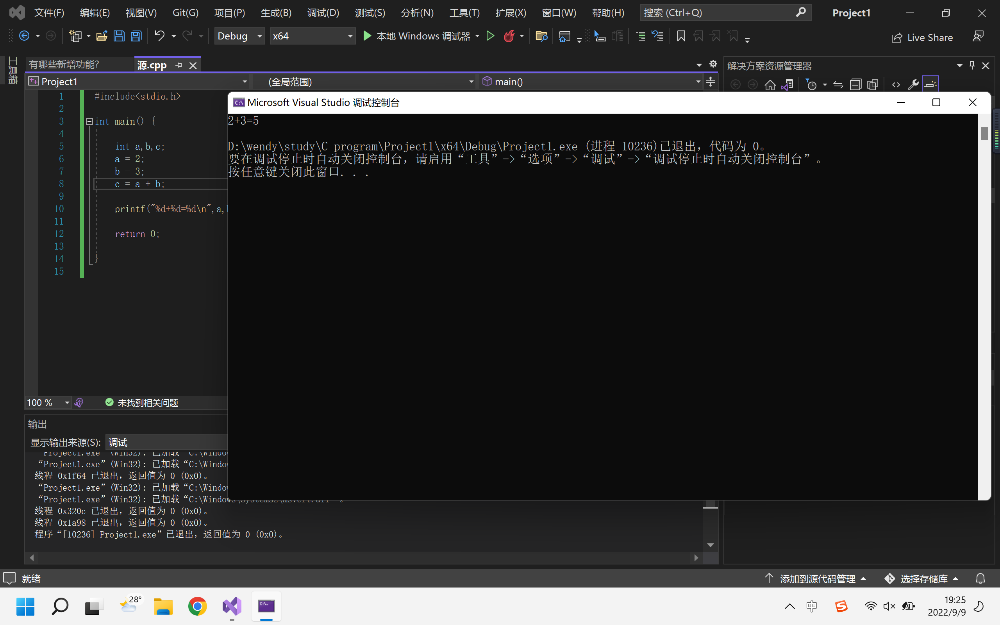 文件(F) 编辑(E) 视图(V) Git(G) 项目(P) 生成(B) 调试(D) 测试(S) 分析(N) 工具(T) 扩展(X) 窗口(W) 帮助(H) 搜索 (Ctrl+Q) Project1
Debug x64 本地 Windows 调试器 Live Share
工具箱
有哪些新增功能? 源.cpp
解决方案资源管理器
Project1 (全局范围) main()
1 #include<stdio.h>
2
3 int main() {
4
5 int a,b,c;
6 a = 2;
7 b = 3;
8 c = a + b;
9
10 printf("%d+%d=%d\n",a,
11
12 return 0;
13
14 }
15
Microsoft Visual Studio 调试控制台
2+3=5
D:\wendy\study\C program\Project1\x64\Debug\Project1.exe (进程 10236)已退出，代码为 0。
要在调试停止时自动关闭控制台，请启用“工具”->“选项”->“调试”->“调试停止时自动关闭控制台”。
按任意键关闭此窗口. . .
100 % 未找到相关问题
输出
显示输出来源(S): 调试
“Project1.exe”(Win32): 已加载“C:\Windo
“Project1.exe”(Win32): 已加载“C:\Windo
线程 0x1f64 已退出，返回值为 0 (0x0)。
“Project1.exe”(Win32): 已加载“C:\Windo
“Project1.exe”(Win32): 已加载“C:\Windows\System32\msvcrt.dll”。
线程 0x320c 已退出，返回值为 0 (0x0)。
线程 0x1a98 已退出，返回值为 0 (0x0)。
程序“[10236] Project1.exe”已退出，返回值为 0 (0x0)。
就绪 添加到源代码管理 选择存储库
28° 中 19:25
2022/9/9